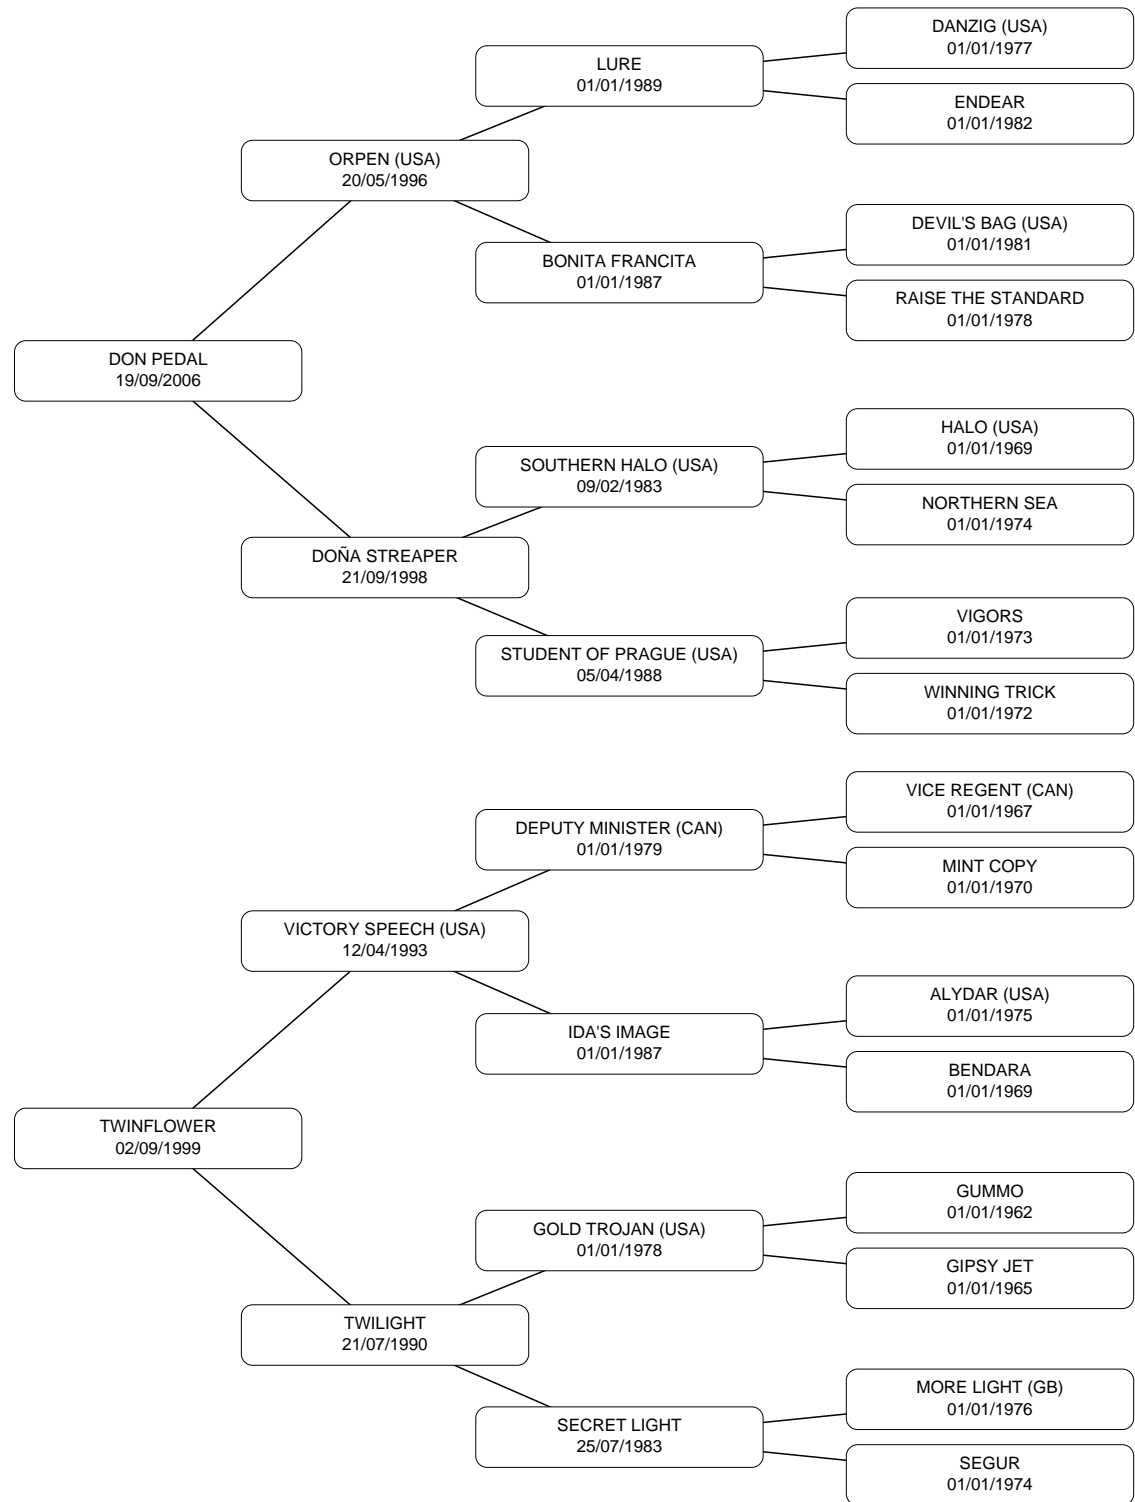 DANZIG (USA)
01/01/1977
LURE
01/01/1989
ENDEAR
01/01/1982
ORPEN (USA)
20/05/1996
DEVIL'S BAG (USA)
01/01/1981
BONITA FRANCITA
01/01/1987
RAISE THE STANDARD
01/01/1978
DON PEDAL
19/09/2006
HALO (USA)
01/01/1969
SOUTHERN HALO (USA)
09/02/1983
NORTHERN SEA
01/01/1974
DOÑA STREAPER
21/09/1998
VIGORS
01/01/1973
STUDENT OF PRAGUE (USA)
05/04/1988
WINNING TRICK
01/01/1972
VICE REGENT (CAN)
01/01/1967
DEPUTY MINISTER (CAN)
01/01/1979
MINT COPY
01/01/1970
VICTORY SPEECH (USA)
12/04/1993
ALYDAR (USA)
01/01/1975
IDA'S IMAGE
01/01/1987
BENDARA
01/01/1969
TWINFLOWER
02/09/1999
GUMMO
01/01/1962
GOLD TROJAN (USA)
01/01/1978
GIPSY JET
01/01/1965
TWILIGHT
21/07/1990
MORE LIGHT (GB)
01/01/1976
SECRET LIGHT
25/07/1983
SEGUR
01/01/1974